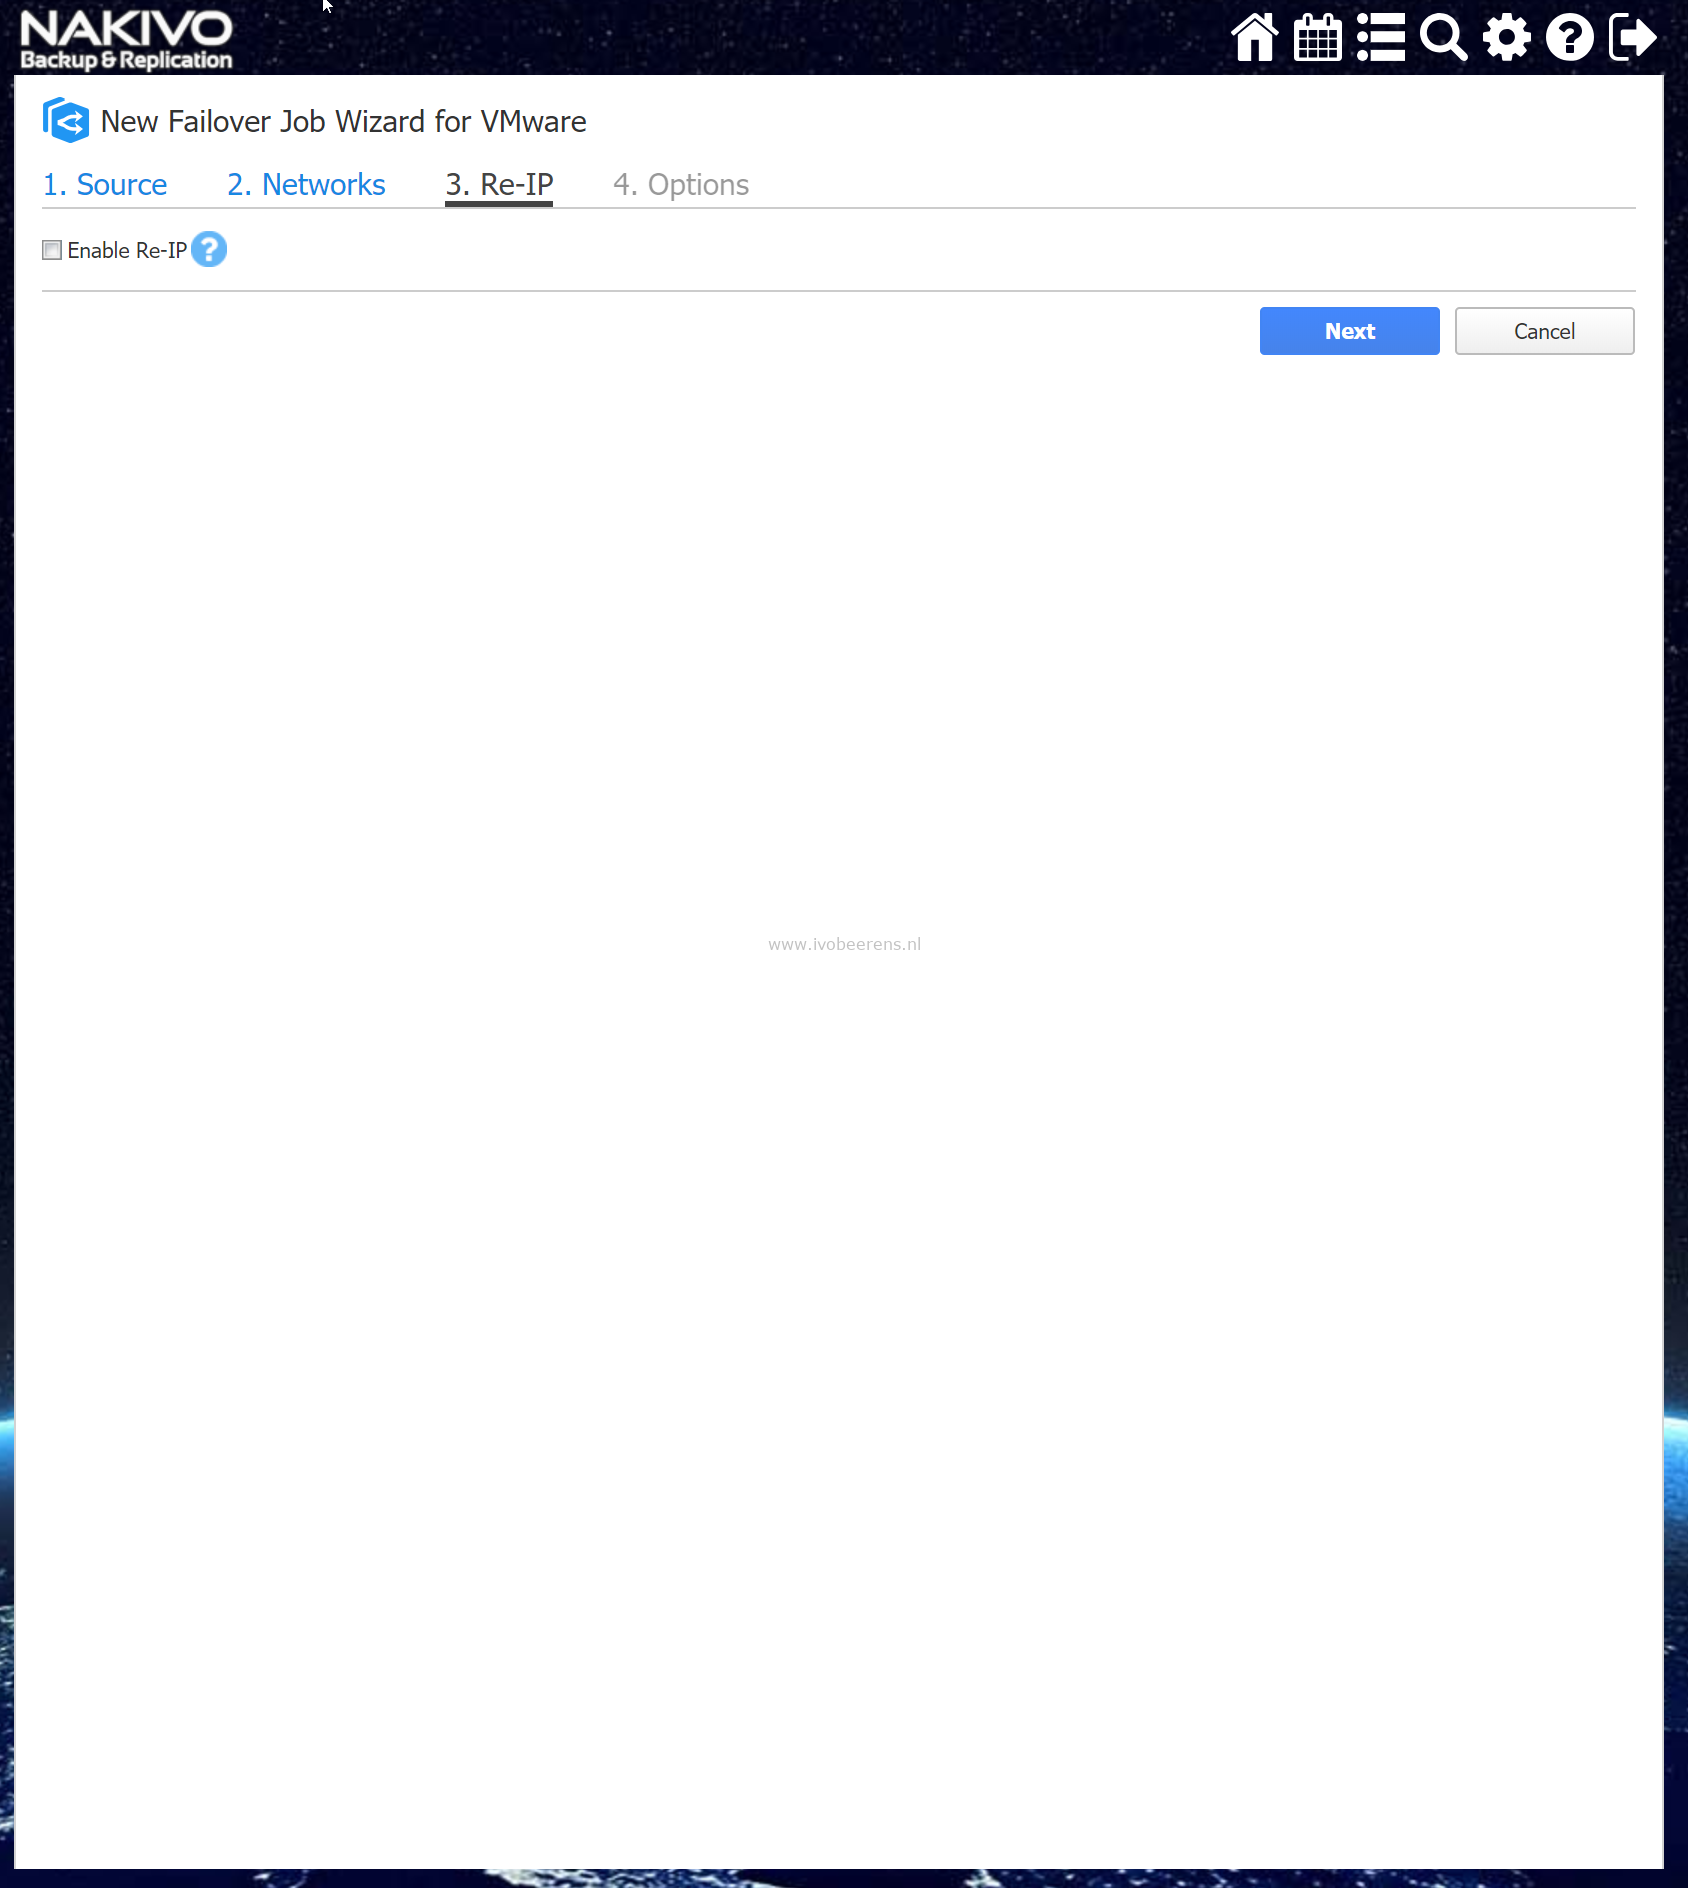 NAKIVO
Backup & Replication
New Failover Job Wizard for VMware
1. Source 2. Networks 3. Re-IP 4. Options
Enable Re-IP ?
Next Cancel
www.ivobeerens.nl